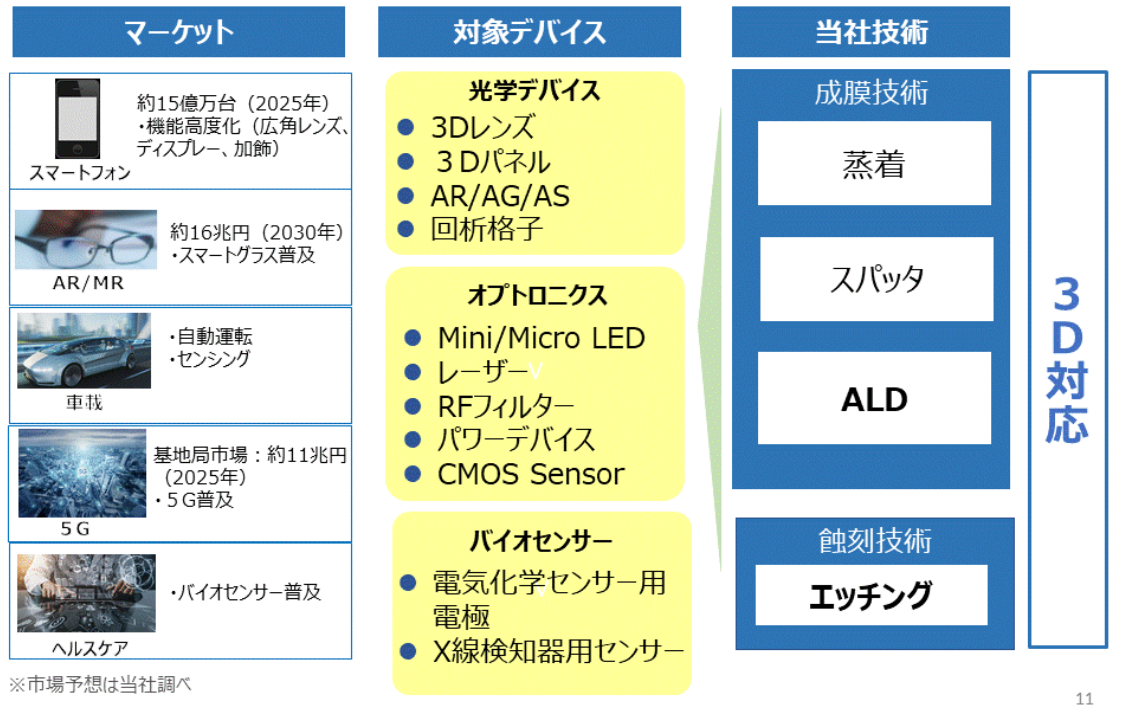 マーケット
対象デバイス
当社技術
約15億万台（2025年）
・機能高度化（広角レンズ、
ディスプレー、加飾）
スマートフォン
約16兆円（2030年）
・スマートグラス普及
AR/MR
・自動運転
・センシング
車載
基地局市場：約11兆円
（2025年）
・５G普及
５G
・バイオセンサー普及
ヘルスケア
※市場予想は当社調べ
光学デバイス
● 3Dレンズ
● ３Dパネル
● AR/AG/AS
● 回析格子
オプトロニクス
● Mini/Micro LED
● レーザー
● RFフィルター
● パワーデバイス
● CMOS Sensor
バイオセンサー
● 電気化学センサー用
電極
● X線検知器用センサー
成膜技術
蒸着
スパッタ
ALD
蝕刻技術
エッチング
３D対応
11